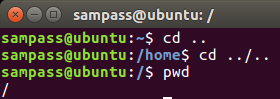 sampass@ubuntu: /
sampass@ubuntu:~$ cd ..
sampass@ubuntu:/home$ cd ../..
sampass@ubuntu:/$ pwd
/